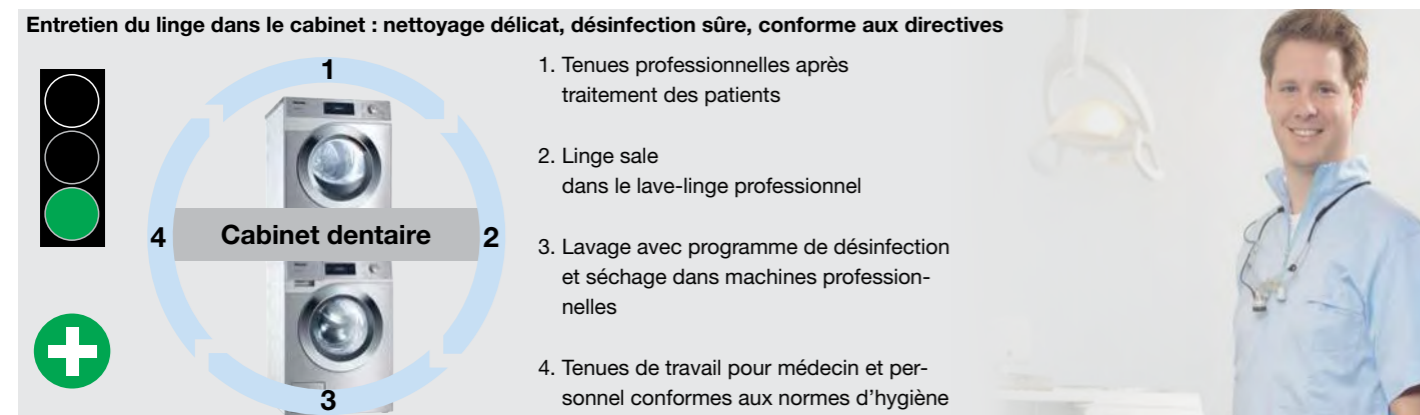 Entretien du linge dans le cabinet : nettoyage délicat, désinfection sûre, conforme aux directives
1
4
Cabinet dentaire
2
3
1. Tenues professionnelles après
traitement des patients
2. Linge sale
dans le lave-linge professionnel
3. Lavage avec programme de désinfection
et séchage dans machines profession-
nelles
4. Tenues de travail pour médecin et per-
sonnel conformes aux normes d’hygiène